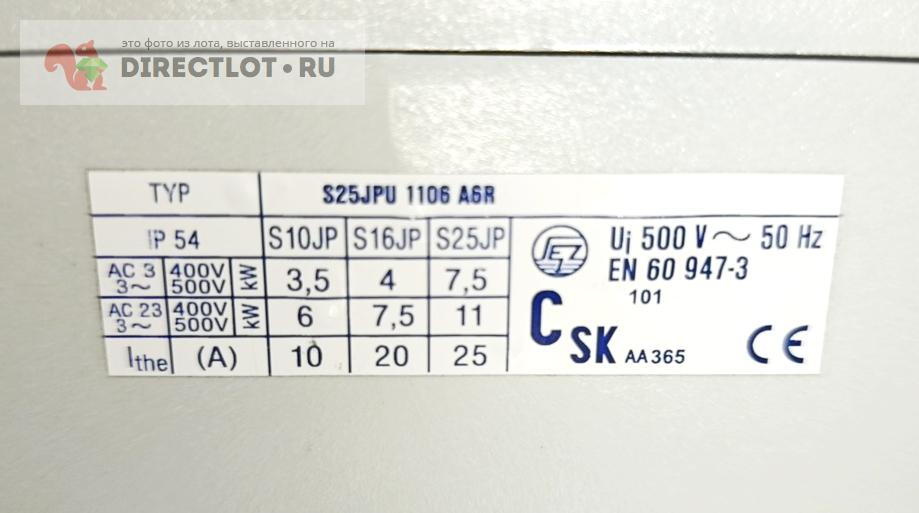 это фото из лота, выставленного на
DIRECTLOT.RU
TYP S25JPU 1106 A6R
IP 54 S10JP S16JP S25JP
AC 3 3~ 400V 500V kW 3,5 4 7,5
AC 23 3~ 400V 500V kW 6 7,5 11
Ithe (A) 10 20 25
JEZ Ui 500 V ~ 50 Hz
EN 60 947-3
101
C SK AA365 CE